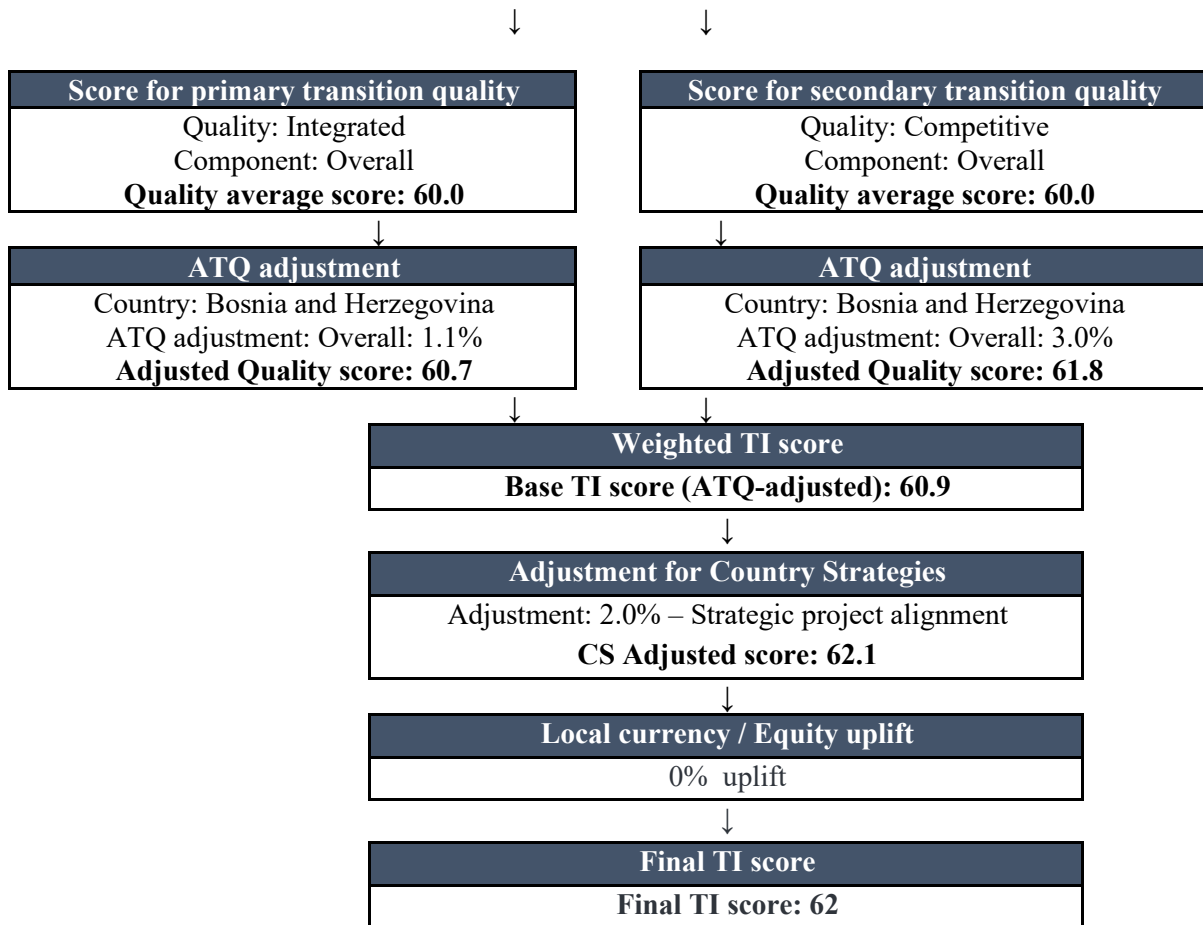 ↓ ↓
Score for primary transition quality
Quality: Integrated
Component: Overall
Quality average score: 60.0
Score for secondary transition quality
Quality: Competitive
Component: Overall
Quality average score: 60.0
↓ ↓
ATQ adjustment
Country: Bosnia and Herzegovina
ATQ adjustment: Overall: 1.1%
Adjusted Quality score: 60.7
ATQ adjustment
Country: Bosnia and Herzegovina
ATQ adjustment: Overall: 3.0%
Adjusted Quality score: 61.8
↓ ↓
Weighted TI score
Base TI score (ATQ-adjusted): 60.9
↓
Adjustment for Country Strategies
Adjustment: 2.0% – Strategic project alignment
CS Adjusted score: 62.1
↓
Local currency / Equity uplift
0% uplift
↓
Final TI score
Final TI score: 62